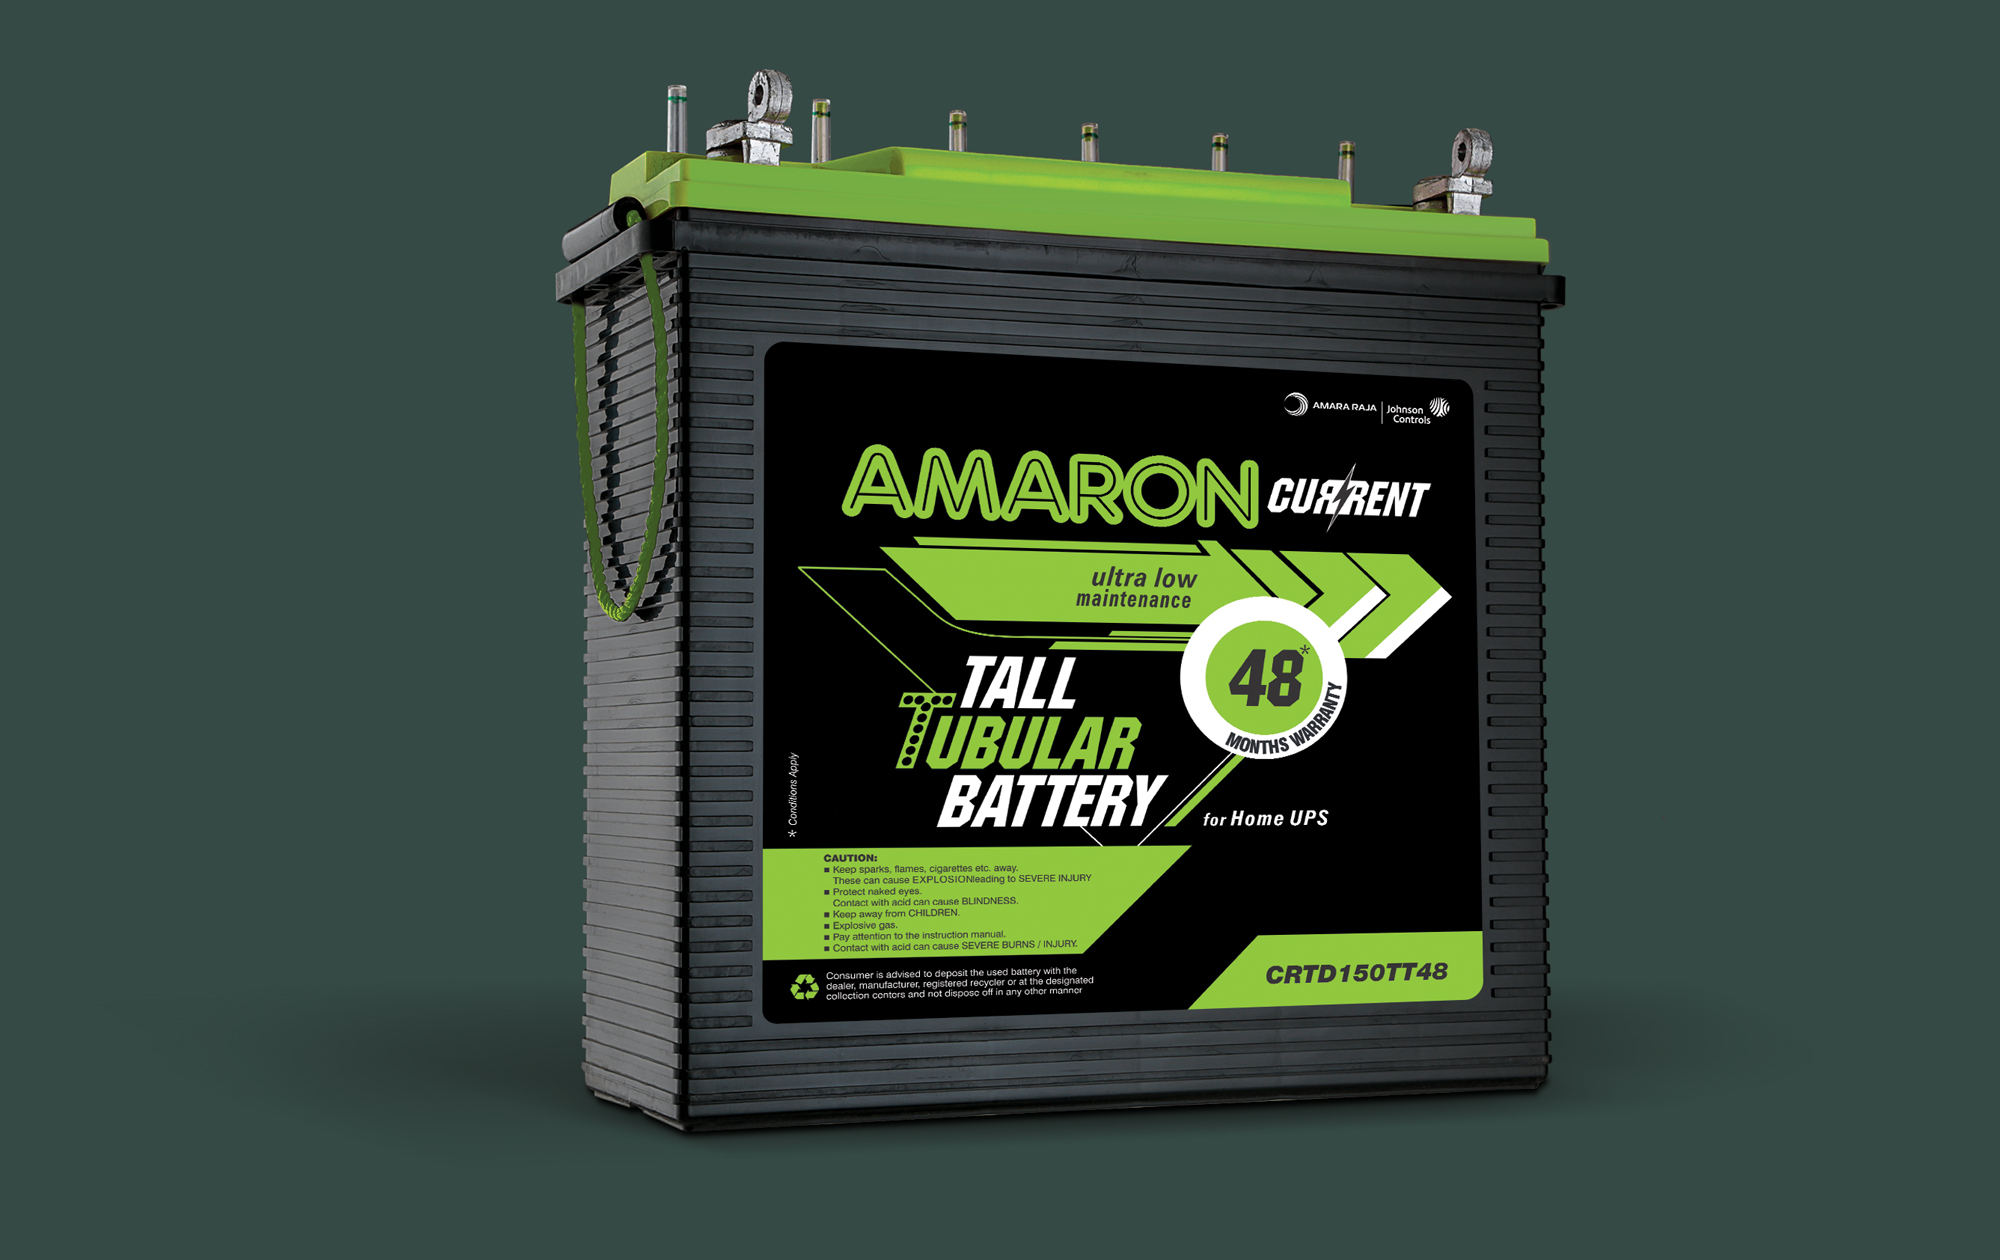 AMARA RAJA
Johnson
Controls
AMARON CURRENT
ultra low
maintenance
48*
MONTHS WARRANTY
TALL
TUBULAR
BATTERY
for Home UPS
* Conditions Apply
CAUTION:
■ Keep sparks, flames, cigarettes etc. away.
These can cause EXPLOSIONleading to SEVERE INJURY
■ Protect naked eyes.
Contact with acid can cause BLINDNESS.
■ Keep away from CHILDREN.
■ Explosive gas.
■ Pay attention to the instruction manual.
■ Contact with acid can cause SEVERE BURNS / INJURY.
Consumer is advised to deposit the used battery with the
dealer, manufacturer, registered recycler or at the designated
collection centers and not dispose off in any other manner
CRTD150TT48